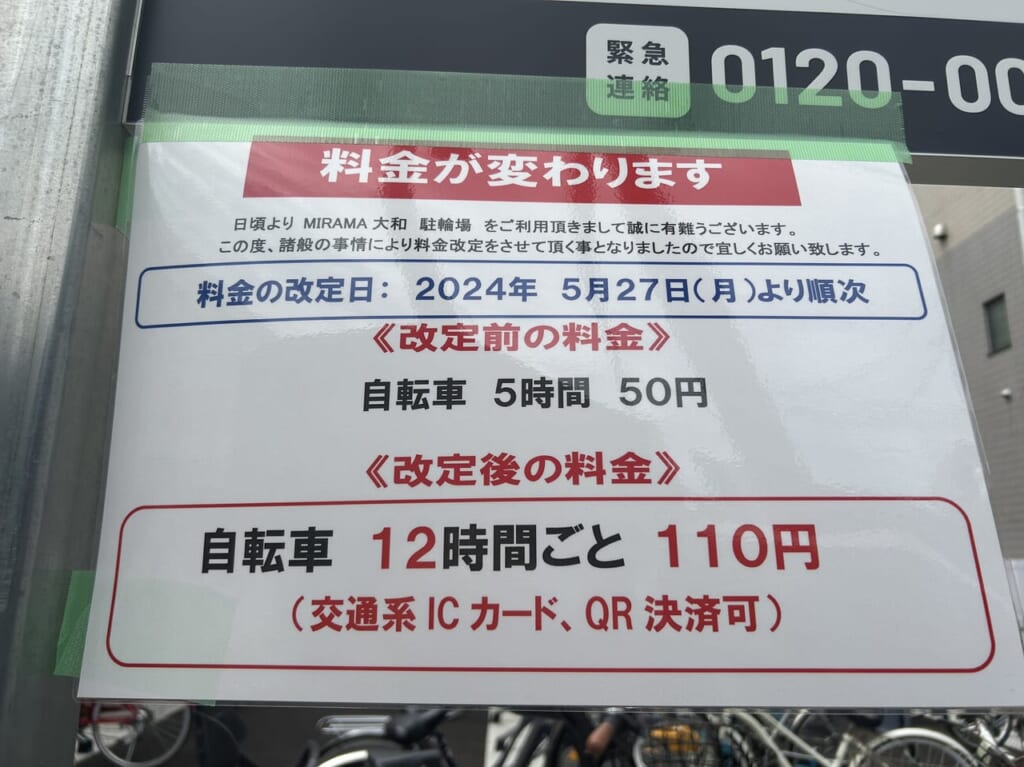 緊急
連絡
0120-00
料金が変わります
日頃より MIRAMA 大和 駐輪場 をご利用頂きまして誠に有難うございます。
この度、諸般の事情により料金改定をさせて頂く事となりましたので宜しくお願い致します。
料金の改定日： 2024年 5月27日(月)より順次
《改定前の料金》
自転車 5時間 50円
《改定後の料金》
自転車 12時間ごと 110円
（交通系ICカード、QR決済可）